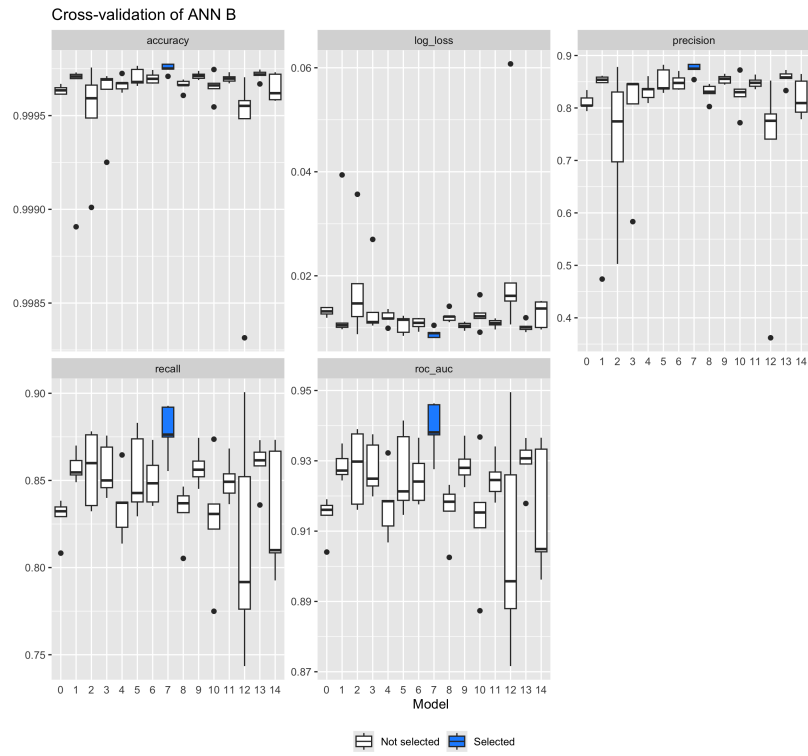 Cross-validation of ANN B
accuracy
log_loss
precision
0.9995
0.9990
0.9985
0.06
0.04
0.02
0.9
0.8
0.7
0.6
0.5
0.4
0 1 2 3 4 5 6 7 8 9 10 11 12 13 14
recall
roc_auc
0.90
0.85
0.80
0.75
0.95
0.93
0.91
0.89
0.87
0 1 2 3 4 5 6 7 8 9 10 11 12 13 14
0 1 2 3 4 5 6 7 8 9 10 11 12 13 14
Model
Not selected
Selected